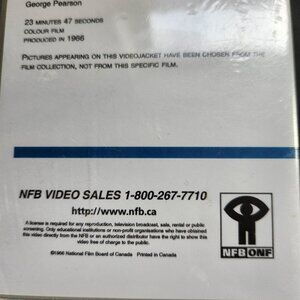 George Pearson
23 MINUTES 47 SECONDS
COLOUR FILM
PRODUCED IN 1966
PICTURES APPEARING ON THIS VIDEOJACKET HAVE BEEN CHOSEN FROM THE
FILM COLLECTION, NOT FROM THIS SPECIFIC FILM.
NFB VIDEO SALES 1-800-267-7710
http://www.nfb.ca
A license is required for any reproduction, television broadcast, sale, rental or public
screening. Only educational institutions or non-profit organisations who have obtained
this video directly from the NFB or an authorized distributor have the right to show this
video free of charge to the public.
NFB ONF
©1966 National Film Board of Canada Printed in Canada